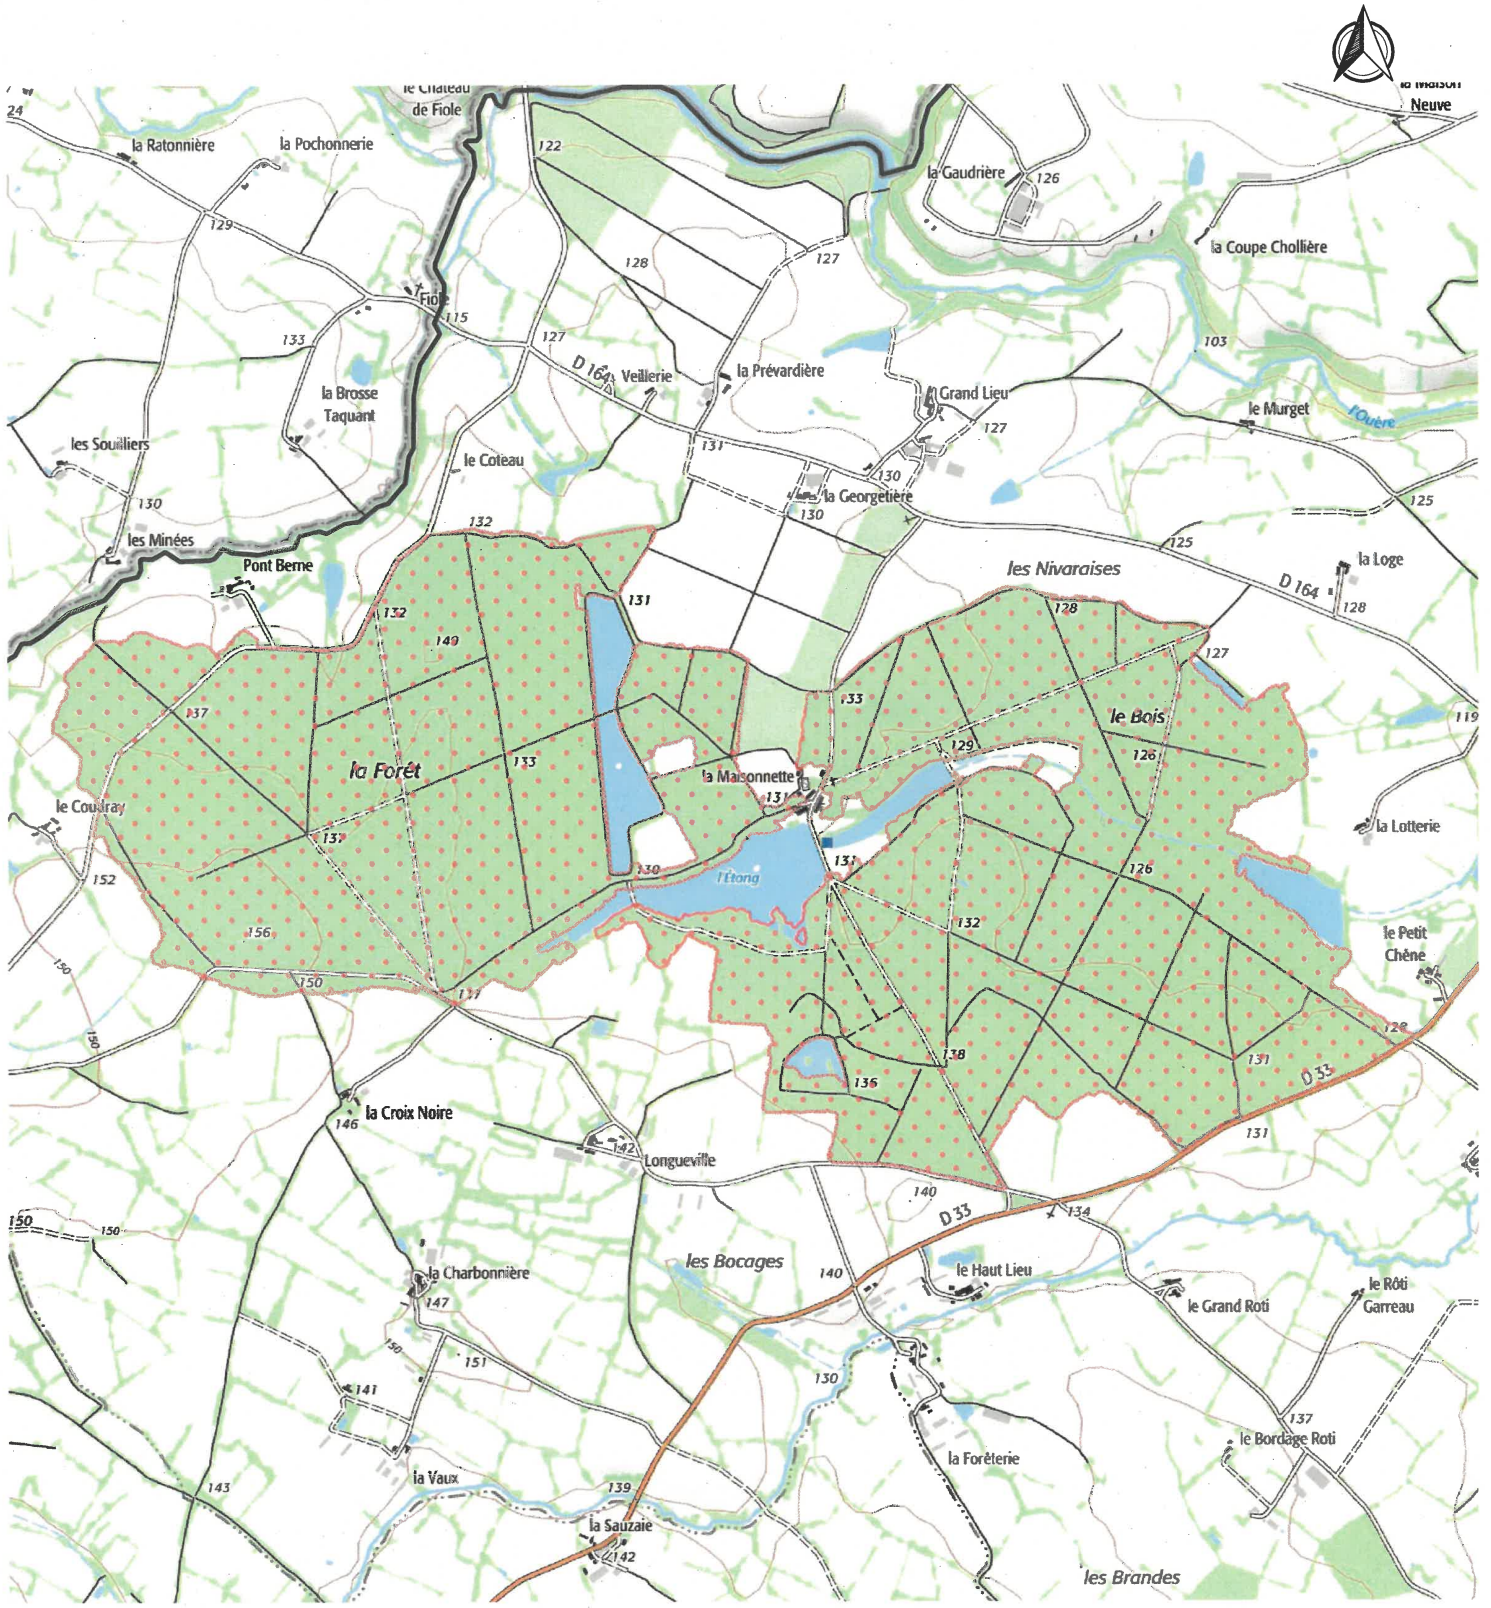 Neuve
le Château
de Fiole
24
la Ratonnière
la Pochonnerie
122
la Gaudrière
126
129
la Coupe Chollière
128
127
Fiole
115
133
127
103
D 164
Veillerie
la Prévardière
la Brosse
Taquant
Grand Lieu
le Murget
l'Ouère
127
les Souilliers
131
le Coteau
130
130
la Georgetière
125
130
132
les Minées
125
Pont Berne
les Nivaraises
la Loge
D 164
131
128
132
128
140
127
133
137
le Bois
119
129
126
133
la Forêt
la Maisonnette
131
le Coudray
137
la Lotterie
131
130
126
152
l'Étang
132
156
le Petit
Chêne
150
150
128
138
131
150
D 33
135
la Croix Noire
146
131
142
Longueville
140
D 33
134
150
150
les Bocages
140
le Haut Lieu
la Charbonnière
le Rôti
Garreau
147
le Grand Roti
150
151
130
141
137
le Bordage Roti
la Forêterie
la Vaux
143
139
la Sauzaie
142
les Brandes